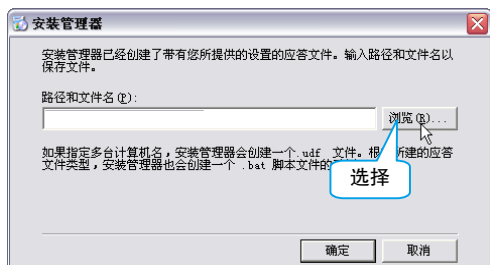 安装管理器
安装管理器已经创建了带有您所提供的设置的应答文件。输入路径和文件名以
保存文件。
路径和文件名(P):
浏览(R)...
如果指定多台计算机名，安装管理器会创建一个.udf 文件。根 所建的应答
文件类型，安装管理器也会创建一个 .bat 脚本文件的
选择
确定
取消